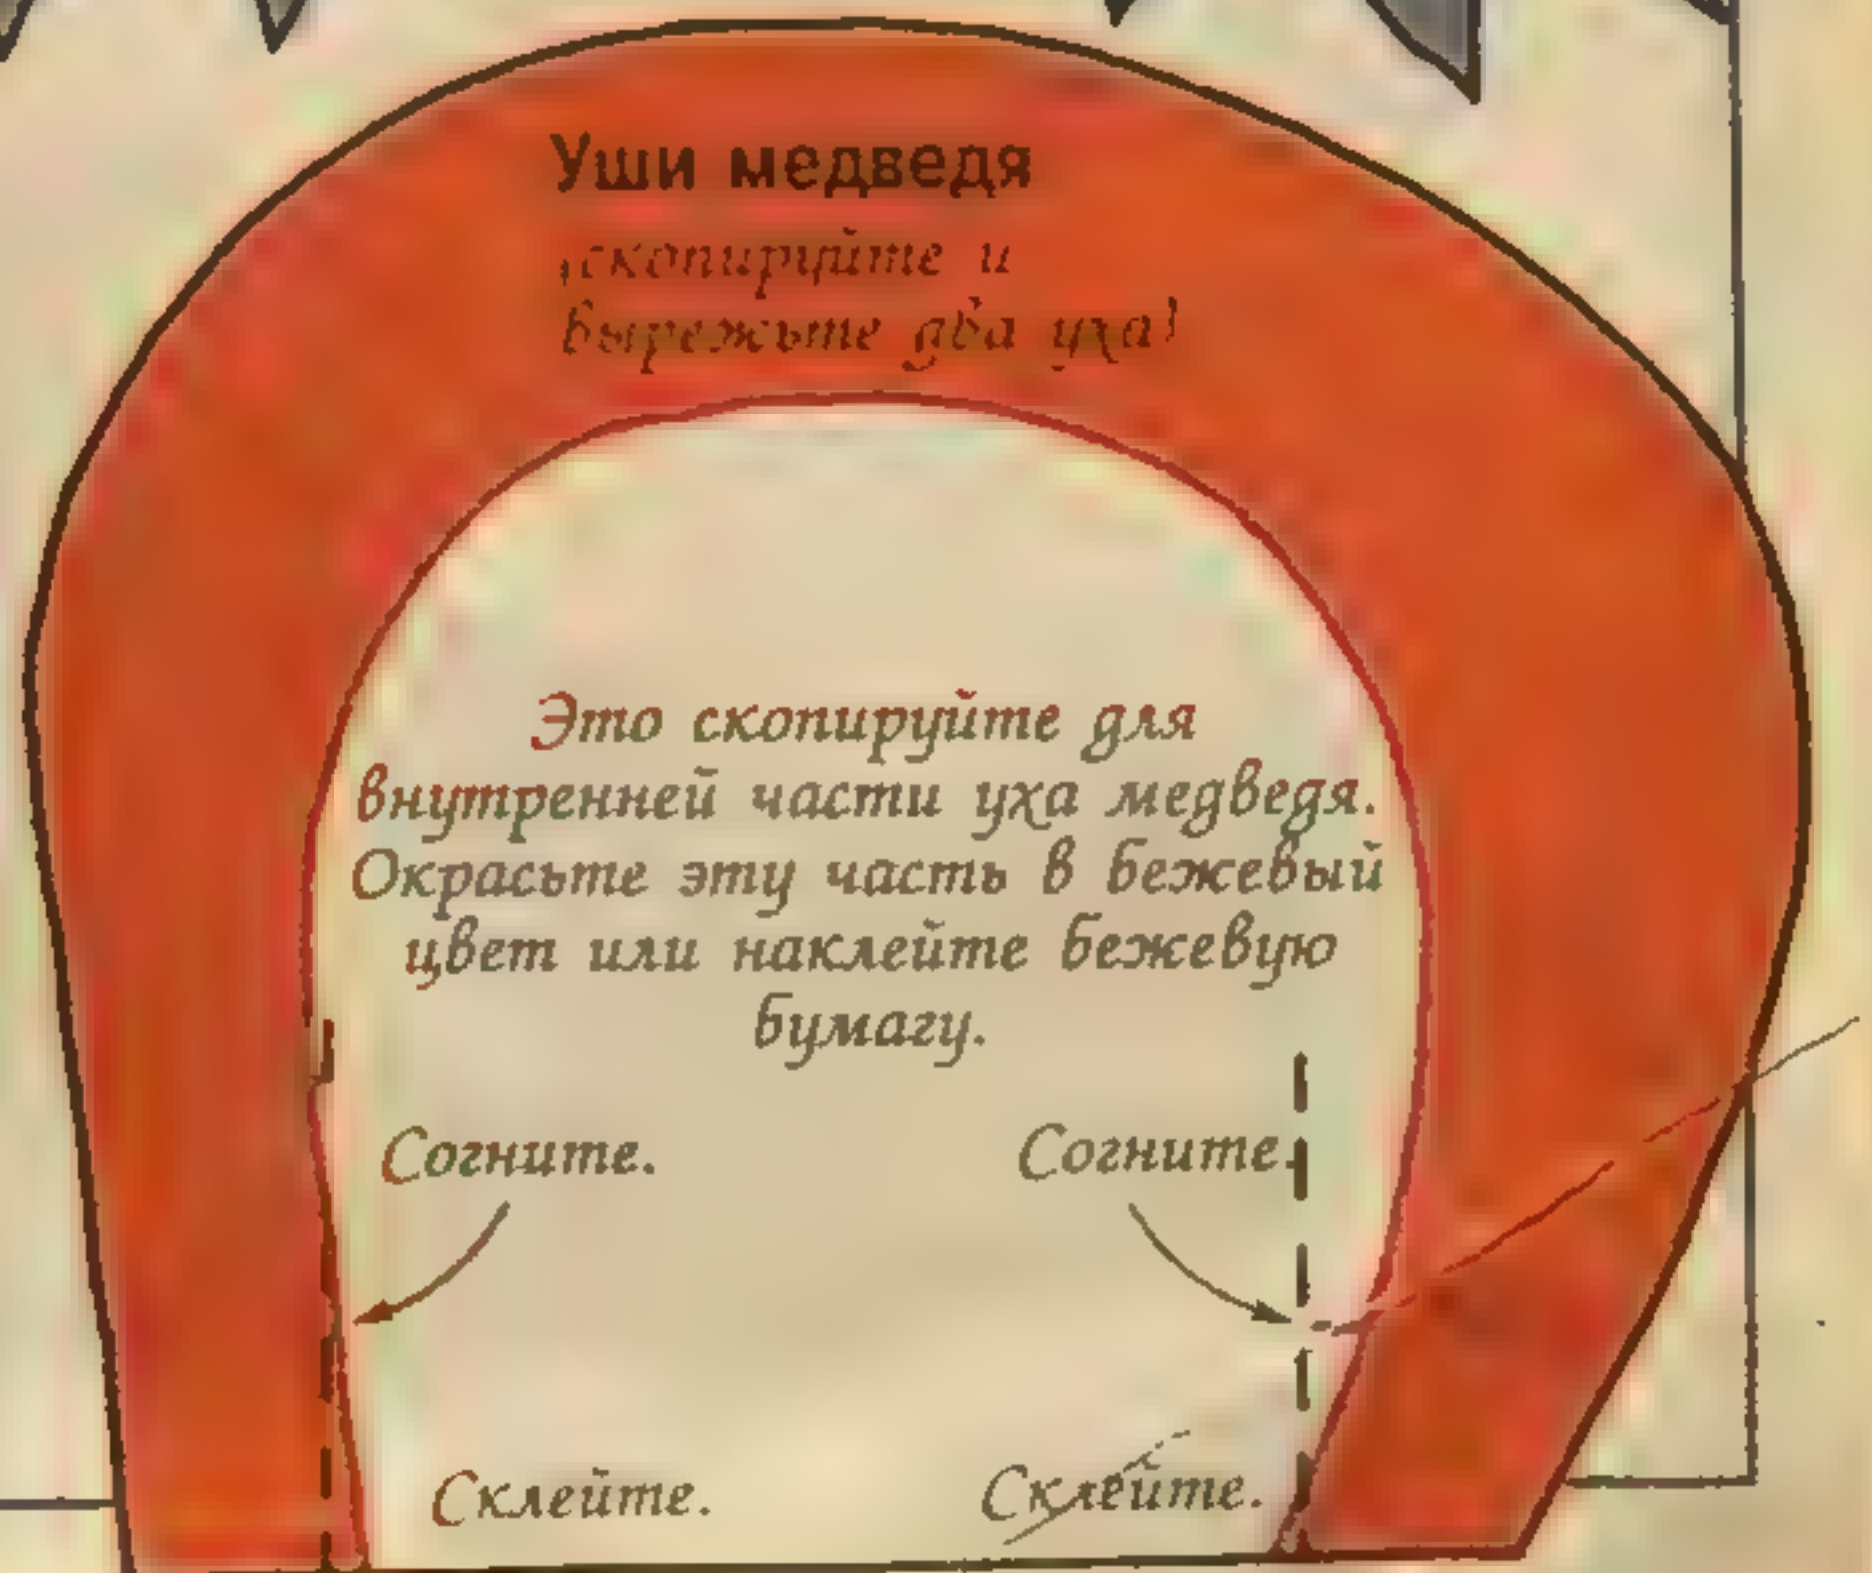 Уши медведя
(скопируйте и
вырежьте два уха)
Это скопируйте для
внутренней части уха медведя.
Окрасьте эту часть в бежевый
цвет или наклейте бежевую
бумагу.
Согните. Согните.
Склейте. Склейте.